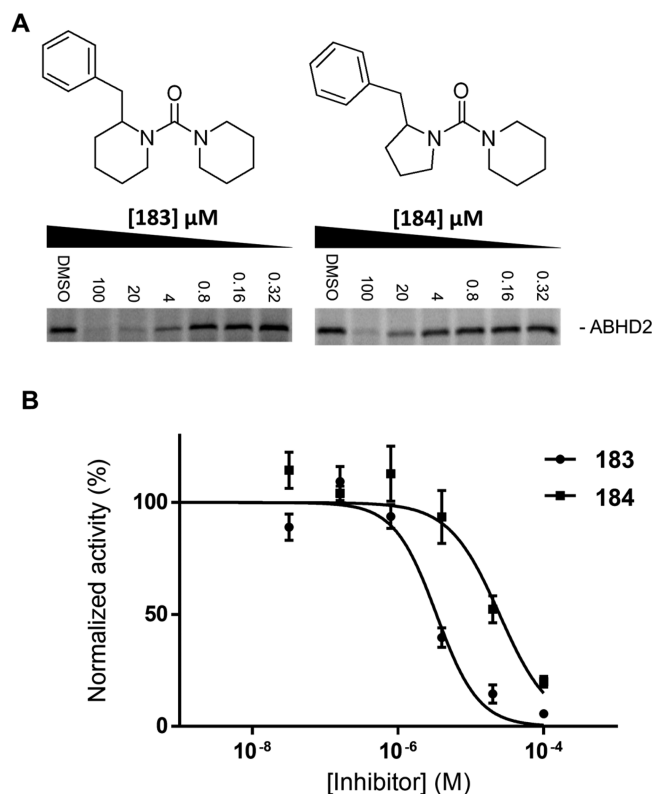 A
O
N
N
O
N
N
[183] µM
[184] µM
DMSO
100
20
4
0.8
0.16
0.32
DMSO
100
20
4
0.8
0.16
0.32
- ABHD2
B
Normalized activity (%)
100
50
0
10-8
10-6
10-4
[Inhibitor] (M)
183
184